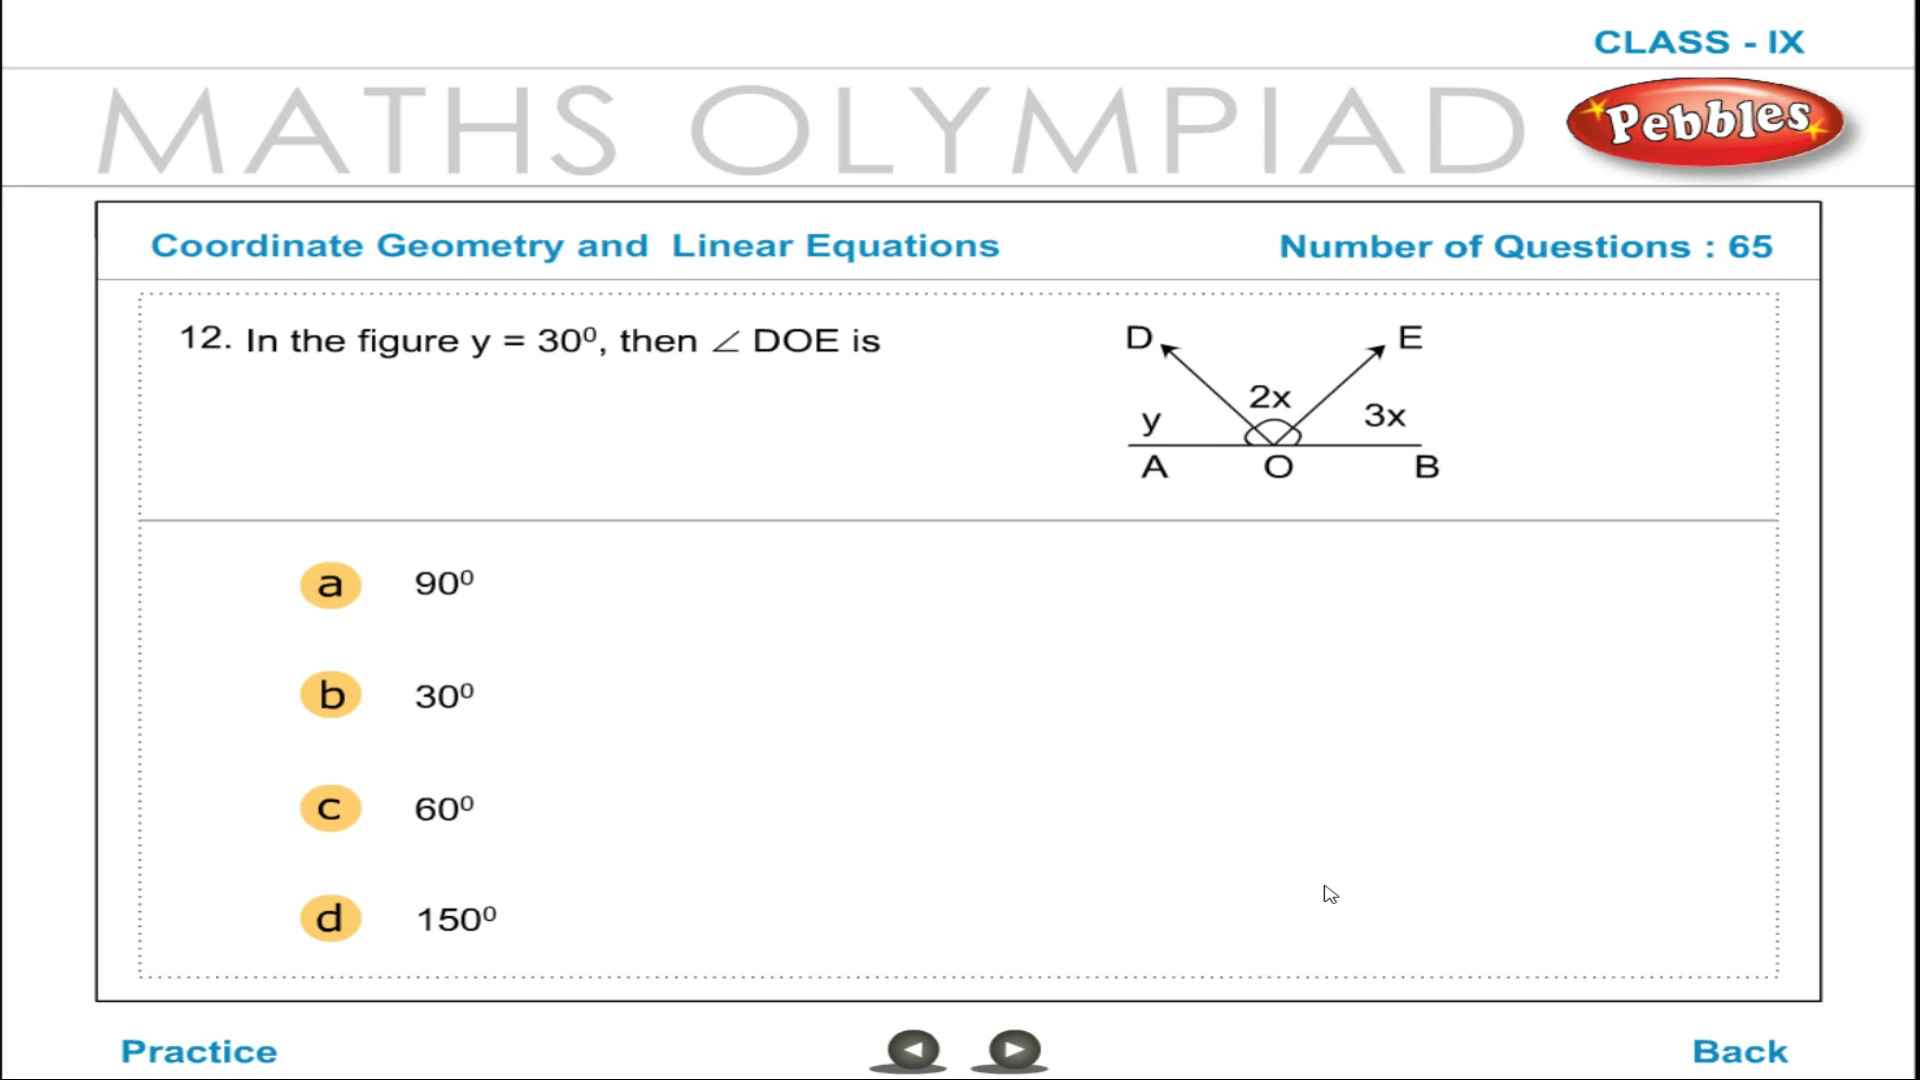 CLASS - IX
MATHS OLYMPIAD
Pebbles
Coordinate Geometry and Linear Equations
Number of Questions : 65
12. In the figure y = 30⁰, then ∠ DOE is
D
E
2x
3x
y
A
O
B
a 90⁰
b 30⁰
c 60⁰
d 150⁰
Practice
Back